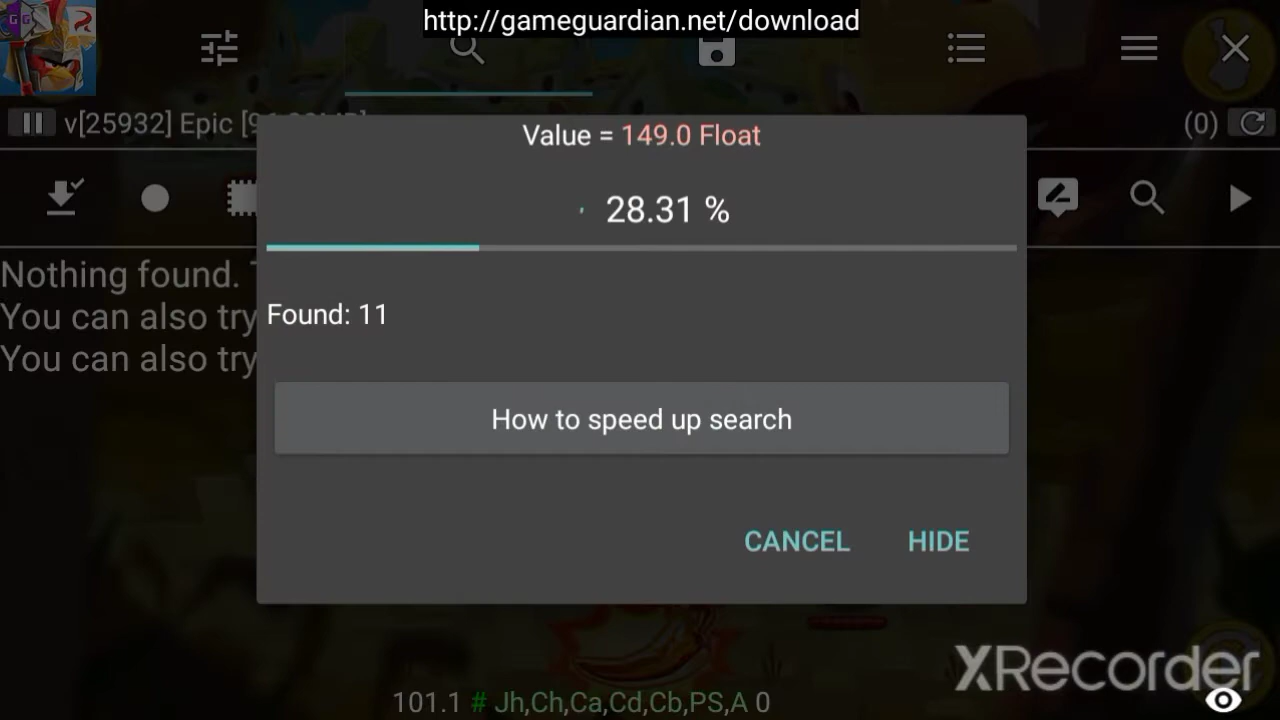 http://gameguardian.net/download
GG
v[25932] Epic [9
(0)
Value = 149.0 Float
28.31 %
Nothing found.
You can also try
You can also try
Found: 11
How to speed up search
CANCEL
HIDE
XRecorder
101.1 # Jh,Ch,Ca,Cd,Cb,PS,A 0